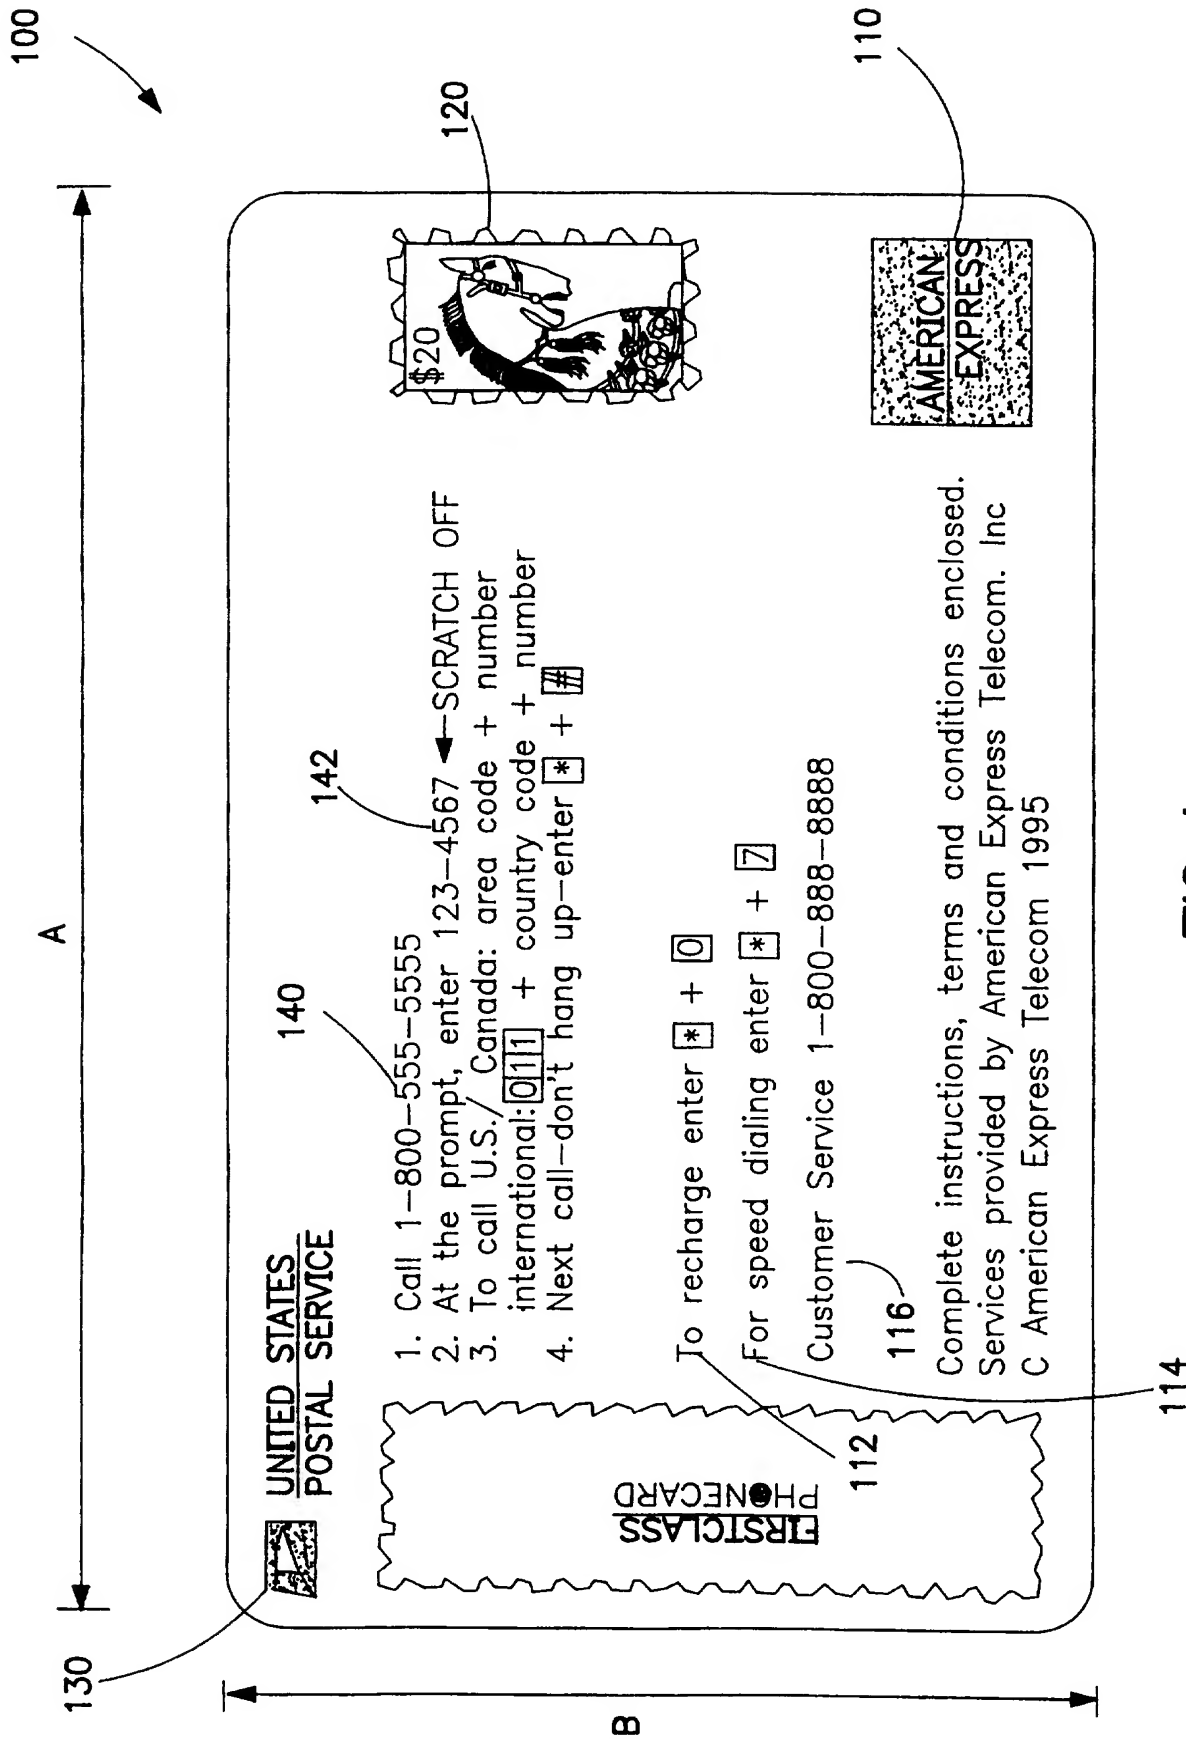 100
A
130
UNITED STATES
POSTAL SERVICE
140
142
120
$20
1. Call 1–800–555–5555
2. At the prompt, enter 123–4567 ←SCRATCH OFF
3. To call U.S./ Canada: area code + number
international: 011 + country code + number
4. Next call–don't hang up–enter * + #
B
FIRSTCLASS
PHONECARD
To recharge enter * + 0
112
For speed dialing enter * + 7
114
Customer Service 1–800–888–8888
116
Complete instructions, terms and conditions enclosed.
Services provided by American Express Telecom. Inc
C American Express Telecom 1995
AMERICAN
EXPRESS
110